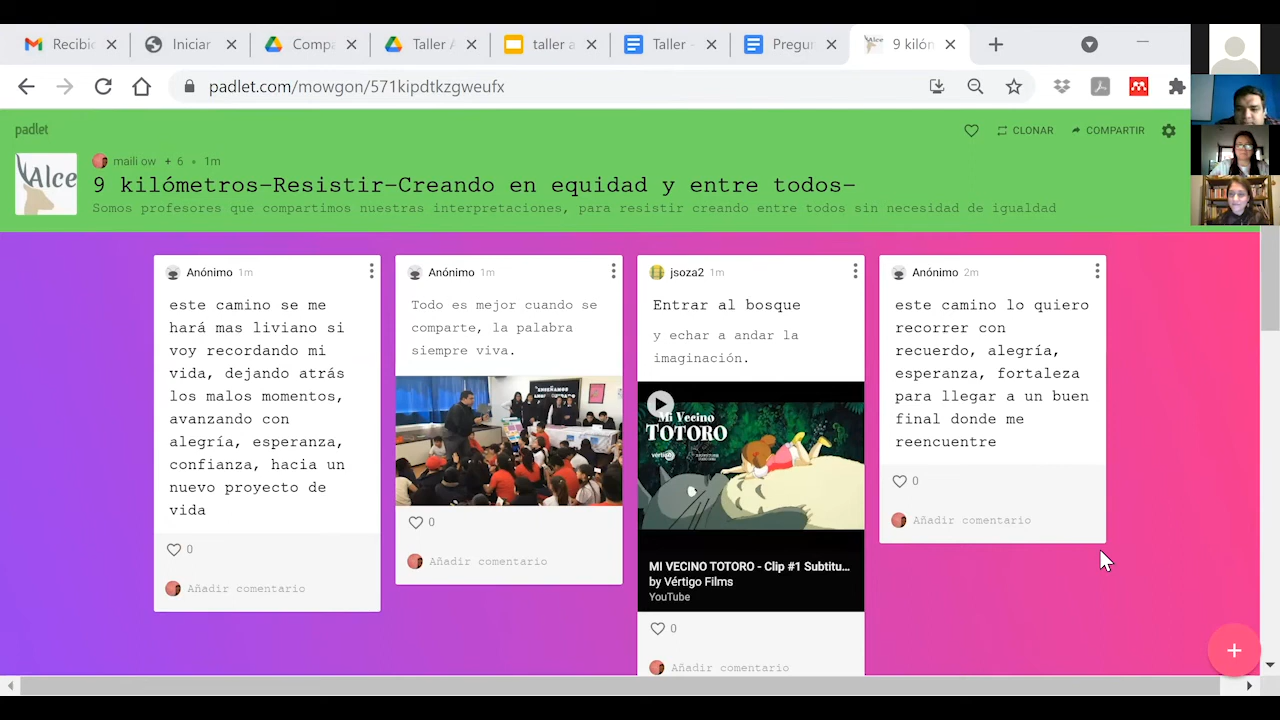 Recibic
Iniciar
Compa
Taller A
taller a
Taller -
Pregun
9 kilón
padlet.com/mowgon/571kipdtkzgweufx
padlet
CLONAR
COMPARTIR
Alce
maili ow + 6 • 1m
9 kilómetros-Resistir-Creando en equidad y entre todos-
Somos profesores que compartimos nuestras interpretaciones, para resistir creando entre todos sin necesidad de igualdad
Anónimo 1m
este camino se me
hará mas liviano si
voy recordando mi
vida, dejando atrás
los malos momentos,
avanzando con
alegría, esperanza,
confianza, hacia un
nuevo proyecto de
vida
0
Añadir comentario
Anónimo 1m
Todo es mejor cuando se
comparte, la palabra
siempre viva.
0
Añadir comentario
jsoza2 1m
Entrar al bosque
y echar a andar la
imaginación.
Mi Vecino
TOTORO
vértigo
MI VECINO TOTORO - Clip #1 Subtitu...
by Vértigo Films
YouTube
0
Añadir comentario
Anónimo 2m
este camino lo quiero
recorrer con
recuerdo, alegría,
esperanza, fortaleza
para llegar a un buen
final donde me
reencuentre
0
Añadir comentario